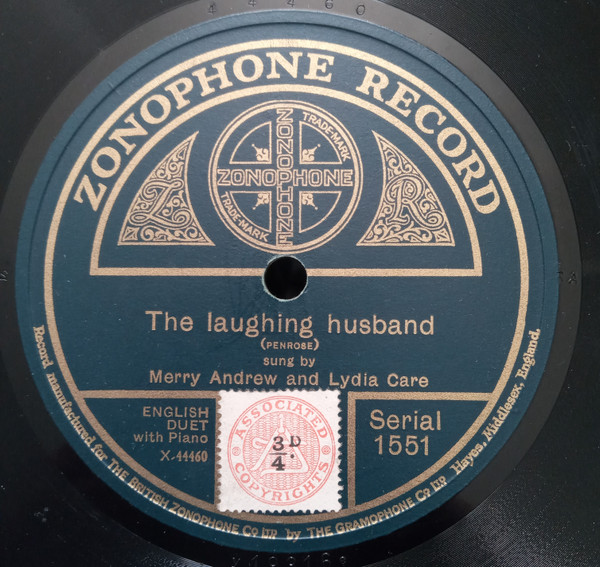 44460
ZONOPHONE RECORD
ZONOPHONE
ZONOPHONE
TRADE-MARK
TRADE-MARK
Z
R
The laughing husband
(PENROSE)
sung by
Merry Andrew and Lydia Care
ENGLISH
DUET
with Piano
X-44460
ASSOCIATED
3/4 D.
COPYRIGHTS
Serial
1551
Record manufactured for THE BRITISH ZONOPHONE Co LTD by THE GRAMOPHONE Co LTD Hayes, Middlesex, England.